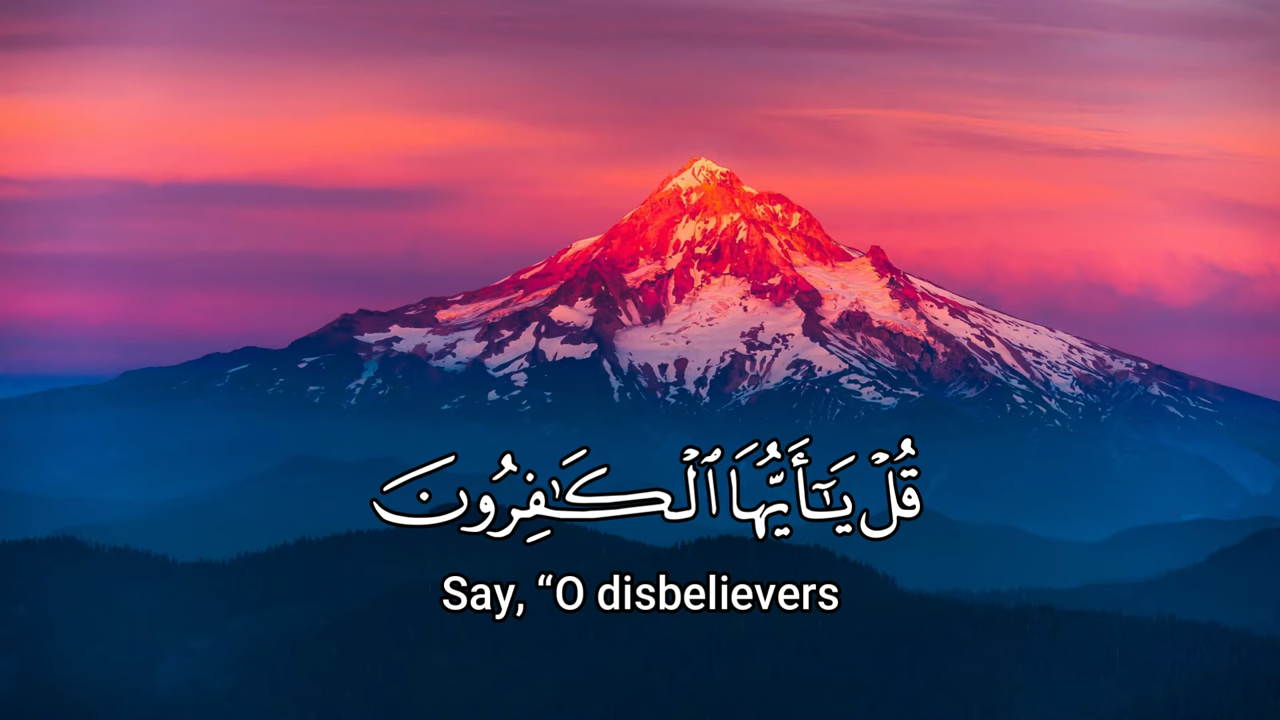 قُلۡ يَـٰٓأَيُّهَا ٱلۡكَـٰفِرُونَ
Say, “O disbelievers